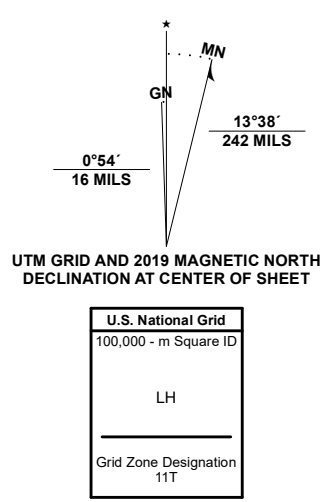 ★
MN
GN
13°38´
242 MILS
0°54´
16 MILS
UTM GRID AND 2019 MAGNETIC NORTH
DECLINATION AT CENTER OF SHEET
U.S. National Grid
100,000 - m Square ID
LH
Grid Zone Designation
11T